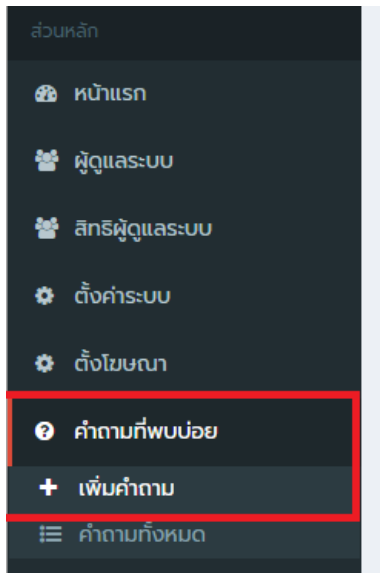 ส่วนหลัก
หน้าแรก
ผู้ดูแลระบบ
สิทธิผู้ดูแลระบบ
ตั้งค่าระบบ
ตั้งโฆษณา
คำถามที่พบบ่อย
เพิ่มคำถาม
คำถามทั้งหมด